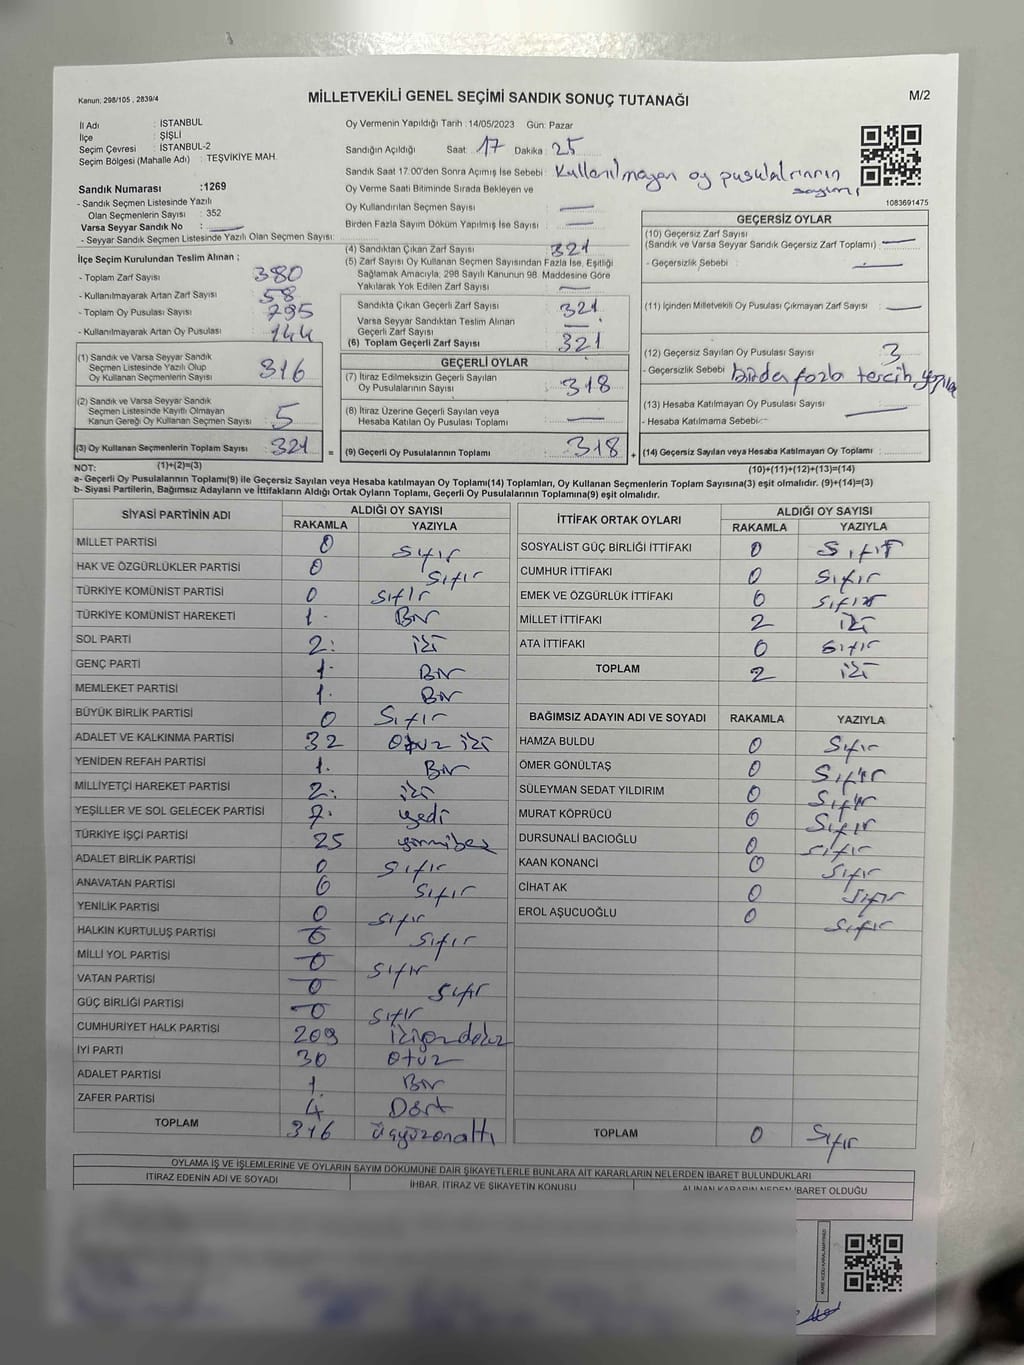 Kanun; 298/105 , 2839/4
MİLLETVEKİLİ GENEL SEÇİMİ SANDIK SONUÇ TUTANAĞI
M/2
İl Adı : İSTANBUL
İlçe : ŞİŞLİ
Seçim Çevresi : İSTANBUL-2
Seçim Bölgesi (Mahalle Adı) : TEŞVİKİYE MAH.
Sandık Numarası :1269
- Sandık Seçmen Listesinde Yazılı
Olan Seçmenlerin Sayısı : 352
Varsa Seyyar Sandık No :
- Seyyar Sandık Seçmen Listesinde Yazılı Olan Seçmen Sayısı:
İlçe Seçim Kurulundan Teslim Alınan ;
- Toplam Zarf Sayısı 380
- Kullanılmayarak Artan Zarf Sayısı 58
- Toplam Oy Pusulası Sayısı 795
- Kullanılmayarak Artan Oy Pusulası 144
(1) Sandık ve Varsa Seyyar Sandık
Seçmen Listesinde Yazılı Olup
Oy Kullanan Seçmenlerin Sayısı 316
(2) Sandık ve Varsa Seyyar Sandık
Seçmen Listesinde Kayıtlı Olmayan
Kanun Gereği Oy Kullanan Seçmen Sayısı 5
(3) Oy Kullanan Seçmenlerin Toplam Sayısı 321 =
Oy Vermenin Yapıldığı Tarih : 14/05/2023 Gün: Pazar
Sandığın Açıldığı Saat: 17 Dakika : 25
Sandık Saat 17.00'den Sonra Açımış İse Sebebi : Kullanılmayan oy pusulalarının
sayımı
Oy Verme Saati Bitiminde Sırada Bekleyen ve
Oy Kullandırılan Seçmen Sayısı :
Birden Fazla Sayım Döküm Yapılmış İse Sayısı :
(4) Sandıktan Çıkan Zarf Sayısı 321
(5) Zarf Sayısı Oy Kullanan Seçmen Sayısından Fazla İse, Eşitliği
Sağlamak Amacıyla, 298 Sayılı Kanunun 98. Maddesine Göre
Yakılarak Yok Edilen Zarf Sayısı
Sandıkta Çıkan Geçerli Zarf Sayısı 321
Varsa Seyyar Sandıktan Teslim Alınan
Geçerli Zarf Sayısı
(6) Toplam Geçerli Zarf Sayısı 321
GEÇERLİ OYLAR
(7) İtiraz Edilmeksizin Geçerli Sayılan
Oy Pusulalarının Sayısı 318
(8) İtiraz Üzerine Geçerli Sayılan veya
Hesaba Katılan Oy Pusulası Toplamı
(9) Geçerli Oy Pusulalarının Toplamı 318 +
1083691475
GEÇERSİZ OYLAR
(10) Geçersiz Zarf Sayısı
(Sandık ve Varsa Seyyar Sandık Geçersiz Zarf Toplamı)
- Geçersizlik Sebebi :
(11) İçinden Milletvekili Oy Pusulası Çıkmayan Zarf Sayısı :
(12) Geçersiz Sayılan Oy Pusulası Sayısı 3
- Geçersizlik Sebebi birden fazla tercih
(13) Hesaba Katılmayan Oy Pusulası Sayısı
- Hesaba Katılmama Sebebi:
(14) Geçersiz Sayılan veya Hesaba Katılmayan Oy Toplamı :
NOT: (1)+(2)=(3)
(10)+(11)+(12)+(13)=(14)
a- Geçerli Oy Pusulalarının Toplamı(9) ile Geçersiz Sayılan veya Hesaba katılmayan Oy Toplamı(14) Toplamları, Oy Kullanan Seçmenlerin Toplam Sayısına(3) eşit olmalıdır. (9)+(14)=(3)
b- Siyasi Partilerin, Bağımsız Adayların ve İttifakların Aldığı Ortak Oyların Toplamı, Geçerli Oy Pusulalarının Toplamına(9) eşit olmalıdır.
SİYASİ PARTİNİN ADI ALDIĞI OY SAYISI
RAKAMLA YAZIYLA
MİLLET PARTİSİ 0 Sıfır
HAK VE ÖZGÜRLÜKLER PARTİSİ 0 Sıfır
TÜRKİYE KOMÜNİST PARTİSİ 0 Sıfır
TÜRKİYE KOMÜNİST HAREKETİ 1 Bir
SOL PARTİ 2 iki
GENÇ PARTİ 1 Bir
MEMLEKET PARTİSİ 1 Bir
BÜYÜK BİRLİK PARTİSİ 0 Sıfır
ADALET VE KALKINMA PARTİSİ 32 Otuz iki
YENİDEN REFAH PARTİSİ 1 Bir
MİLLİYETÇİ HAREKET PARTİSİ 2 iki
YEŞİLLER VE SOL GELECEK PARTİSİ 7 yedi
TÜRKİYE İŞÇİ PARTİSİ 25 yirmibeş
ADALET BİRLİK PARTİSİ 0 Sıfır
ANAVATAN PARTİSİ 0 Sıfır
YENİLİK PARTİSİ 0 Sıfır
HALKIN KURTULUŞ PARTİSİ 0 Sıfır
MİLLİ YOL PARTİSİ 0 Sıfır
VATAN PARTİSİ 0 Sıfır
GÜÇ BİRLİĞİ PARTİSİ 0 Sıfır
CUMHURİYET HALK PARTİSİ 209 ikiyüzdokuz
İYİ PARTİ 30 Otuz
ADALET PARTİSİ 1 Bir
ZAFER PARTİSİ 4 Dört
TOPLAM 316 üçyüzonaltı
İTTİFAK ORTAK OYLARI ALDIĞI OY SAYISI
RAKAMLA YAZIYLA
SOSYALİST GÜÇ BİRLİĞİ İTTİFAKI 0 Sıfır
CUMHUR İTTİFAKI 0 Sıfır
EMEK VE ÖZGÜRLÜK İTTİFAKI 0 Sıfır
MİLLET İTTİFAKI 2 iki
ATA İTTİFAKI 0 Sıfır
TOPLAM 2 iki
BAĞIMSIZ ADAYIN ADI VE SOYADI RAKAMLA YAZIYLA
HAMZA BULDU 0 Sıfır
ÖMER GÖNÜLTAŞ 0 Sıfır
SÜLEYMAN SEDAT YILDIRIM 0 Sıfır
MURAT KÖPRÜCÜ 0 Sıfır
DURSUNALİ BACIOĞLU 0 Sıfır
KAAN KONANCİ 0 Sıfır
CİHAT AK 0 Sıfır
EROL AŞUCUOĞLU 0 Sıfır
TOPLAM 0 Sıfır
OYLAMA İŞ VE İŞLEMLERİNE VE OYLARIN SAYIM DÖKÜMÜNE DAİR ŞİKAYETLERLE BUNLARA AİT KARARLARIN NELERDEN İBARET BULUNDUKLARI
İTİRAZ EDENİN ADI VE SOYADI İHBAR, İTİRAZ VE ŞİKAYETİN KONUSU ALINAN KARARIN NEDEN İBARET OLDUĞU